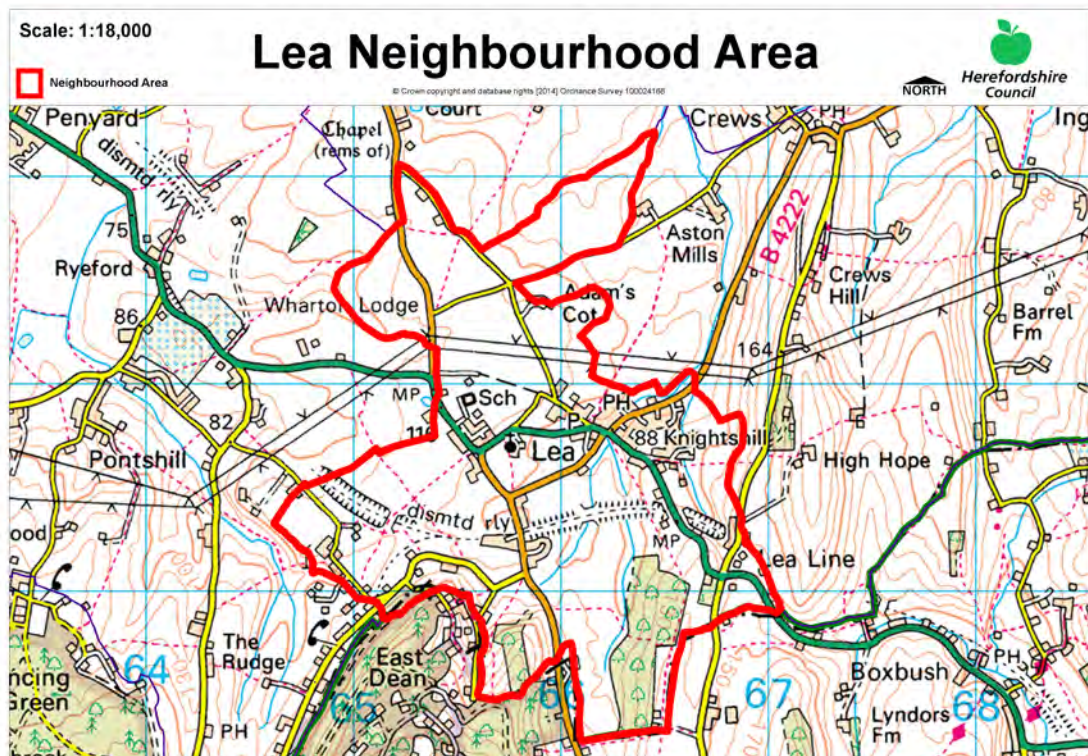 Scale: 1:18,000
Lea Neighbourhood Area
Neighbourhood Area
© Crown copyright and database rights [2014] Ordnance Survey 100024168
NORTH
Herefordshire
Council
Penyard
Chapel
(rems of)
Court
Crews
PH
Ing
dismtd rly
75
Ryeford
Aston
Mills
B 4222
Crews
Hill
80
Wharton Lodge
Adam's
Cot
Barrel
Fm
86
164
MP
Sch
PH
82
116
Lea
'88 Knightshill
Pontshill
High Hope
ood
dismtd rly
MP
Lea Line
The
Rudge
64
East
Dean
65
66
67
68
Boxbush
PH
ncing
Green
PH
Lyndors
Fm